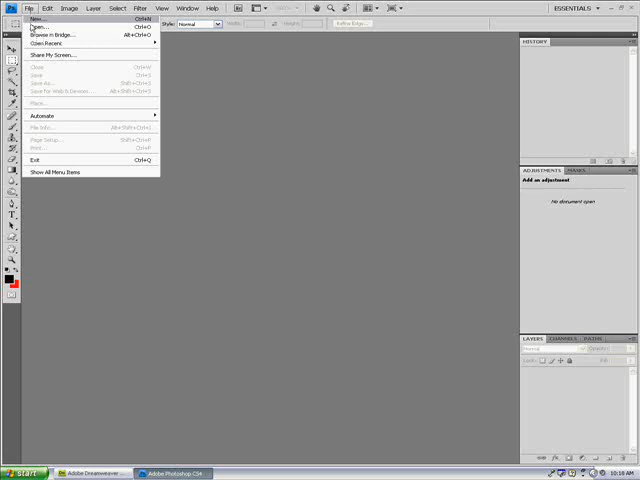 Ps File Edit Image Layer Select Filter View Window Help ESSENTIALS
Style: Normal Width: Height: Refine Edge...
New... Ctrl+N
Open... Ctrl+O
Browse in Bridge... Alt+Ctrl+O
Open Recent
Share My Screen...
Close Ctrl+W
Save Ctrl+S
Save As... Shift+Ctrl+S
Save for Web & Devices... Alt+Shift+Ctrl+S
Place...
Automate
File Info... Alt+Shift+Ctrl+I
Page Setup... Shift+Ctrl+P
Print... Ctrl+P
Exit Ctrl+Q
Show All Menu Items
HISTORY
ADJUSTMENTS MASKS
Add an adjustment
No document open
LAYERS CHANNELS PATHS
Normal Opacity:
Lock: Fill:
start Adobe Dreamweaver ... Adobe Photoshop CS4 10:18 AM